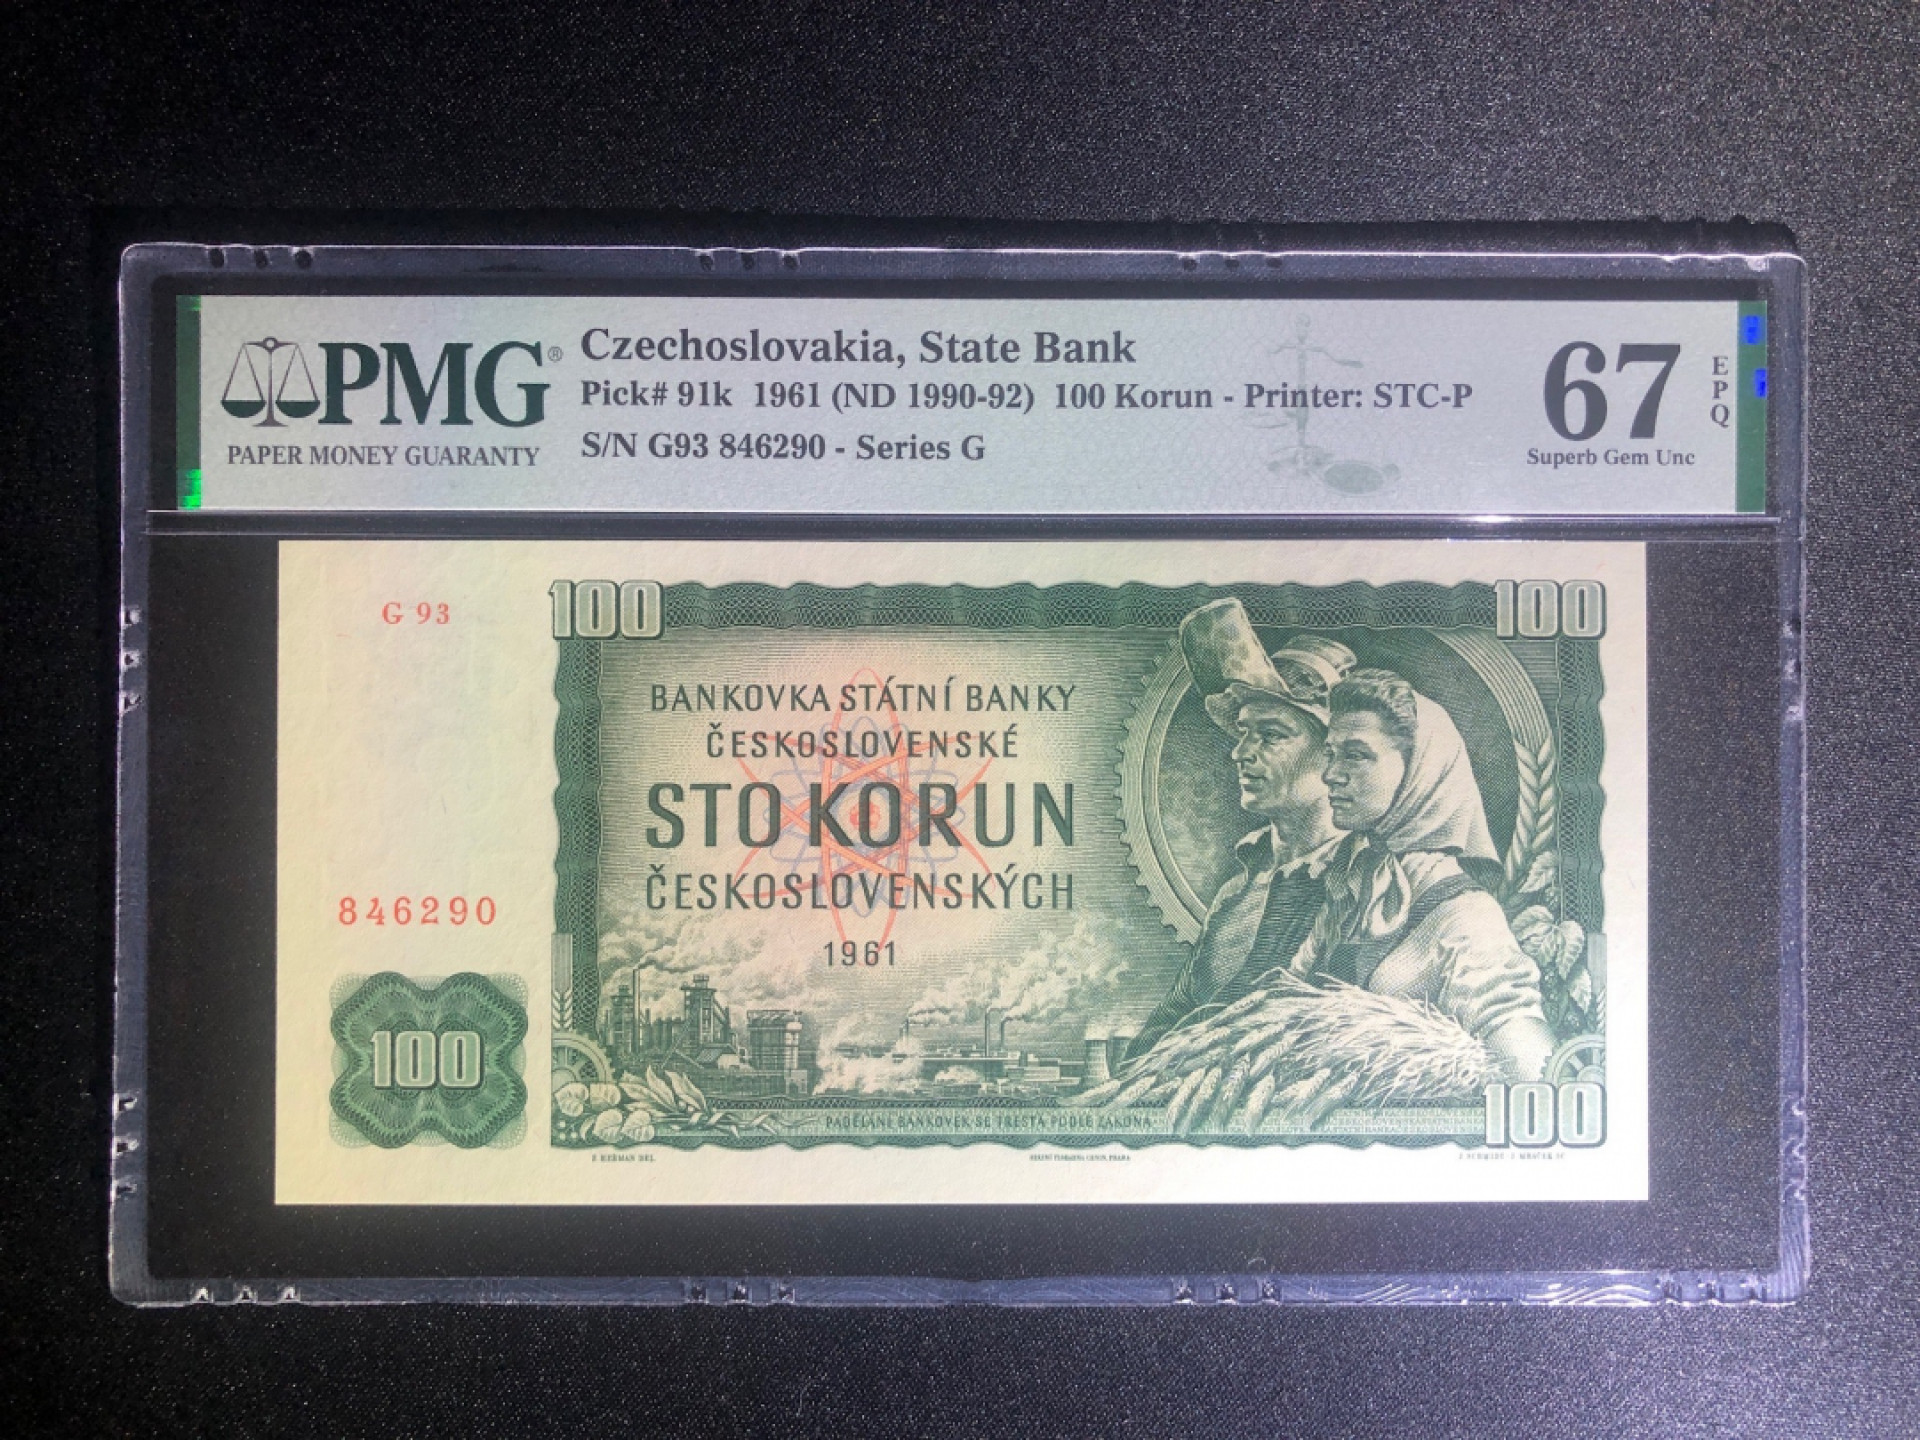 PMG®
PAPER MONEY GUARANTY
Czechoslovakia, State Bank
Pick# 91k 1961 (ND 1990-92) 100 Korun - Printer: STC-P
S/N G93 846290 - Series G
67
EPQ
Superb Gem Unc
G 93
100
100
BANKOVKA STÁTNÍ BANKY
ČESKOSLOVENSKÉ
STO KORUN
ČESKOSLOVENSKÝCH
846290
1961
100
100
PADĚLÁNÍ BANKOVEK SE TRESTÁ PODLE ZÁKONA